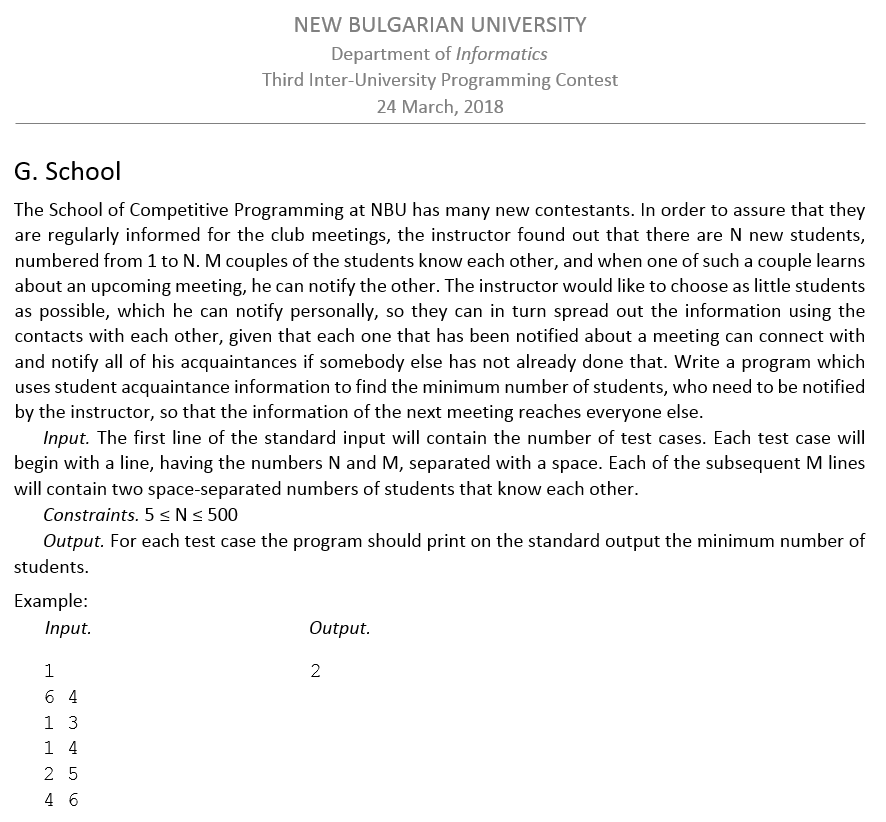 NEW BULGARIAN UNIVERSITY
Department of Informatics
Third Inter-University Programming Contest
24 March, 2018
G. School
The School of Competitive Programming at NBU has many new contestants. In order to assure that they
are regularly informed for the club meetings, the instructor found out that there are N new students,
numbered from 1 to N. M couples of the students know each other, and when one of such a couple learns
about an upcoming meeting, he can notify the other. The instructor would like to choose as little students
as possible, which he can notify personally, so they can in turn spread out the information using the
contacts with each other, given that each one that has been notified about a meeting can connect with
and notify all of his acquaintances if somebody else has not already done that. Write a program which
uses student acquaintance information to find the minimum number of students, who need to be notified
by the instructor, so that the information of the next meeting reaches everyone else.
Input. The first line of the standard input will contain the number of test cases. Each test case will
begin with a line, having the numbers N and M, separated with a space. Each of the subsequent M lines
will contain two space-separated numbers of students that know each other.
Constraints. 5 ≤ N ≤ 500
Output. For each test case the program should print on the standard output the minimum number of
students.
Example:
Input. Output.
1 2
6 4
1 3
1 4
2 5
4 6